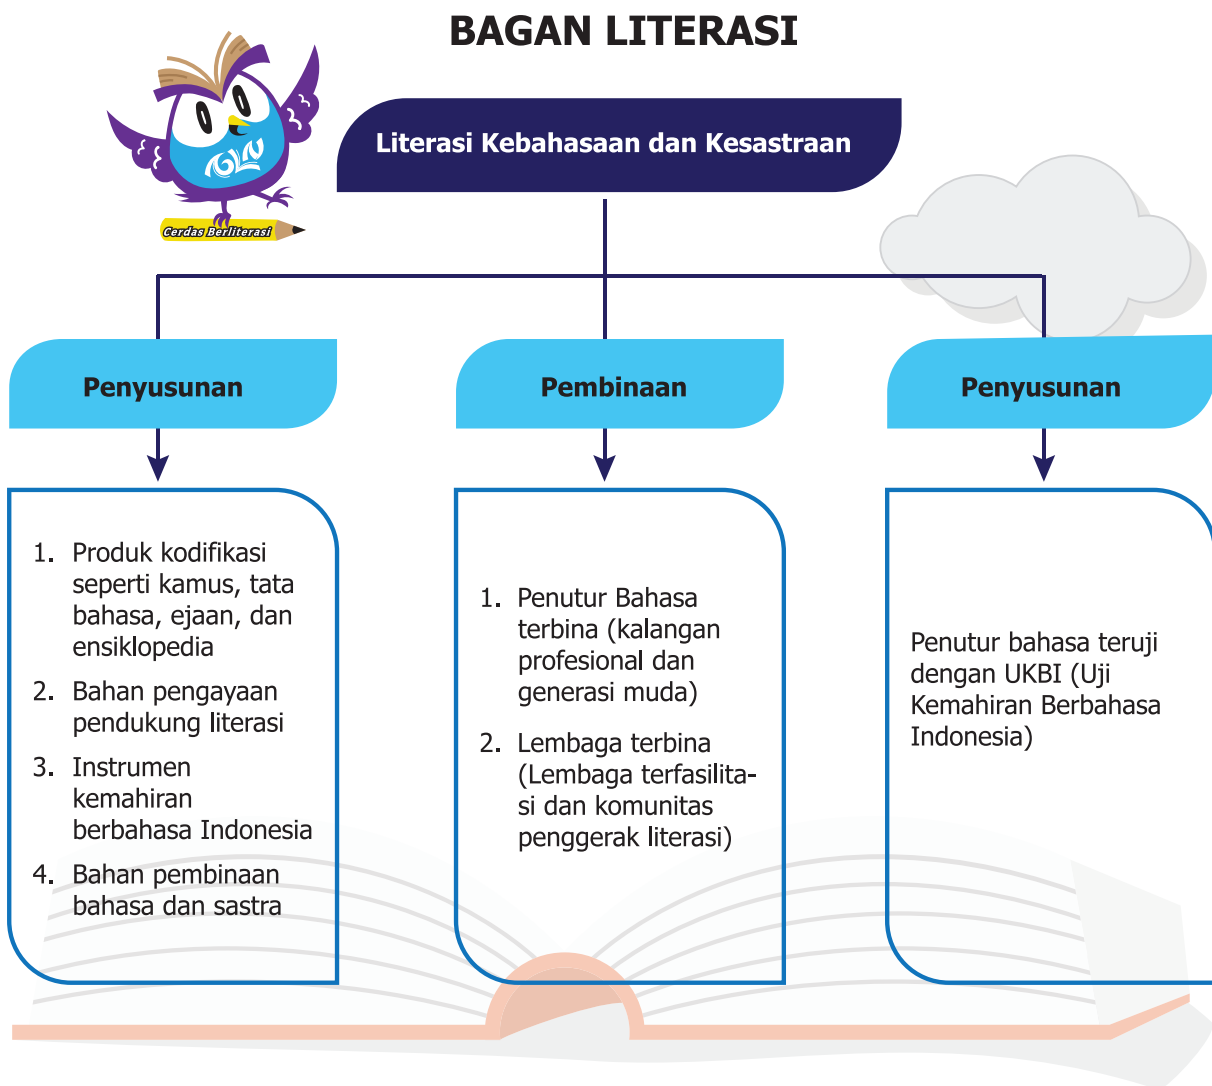 BAGAN LITERASI
GLN
Cerdas Berliterasi
Literasi Kebahasaan dan Kesastraan
Penyusunan
1. Produk kodifikasi
seperti kamus, tata
bahasa, ejaan, dan
ensiklopedia
2. Bahan pengayaan
pendukung literasi
3. Instrumen
kemahiran
berbahasa Indonesia
4. Bahan pembinaan
bahasa dan sastra
Pembinaan
1. Penutur Bahasa
terbina (kalangan
profesional dan
generasi muda)
2. Lembaga terbina
(Lembaga terfasilita-
si dan komunitas
penggerak literasi)
Penyusunan
Penutur bahasa teruji
dengan UKBI (Uji
Kemahiran Berbahasa
Indonesia)